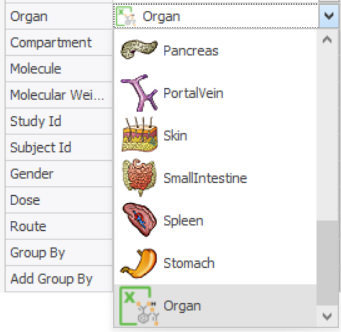 Organ
Organ
Compartment
Molecule
Molecular Wei...
Study Id
Subject Id
Gender
Dose
Route
Group By
Add Group By
Pancreas
PortalVein
Skin
SmallIntestine
Spleen
Stomach
Organ